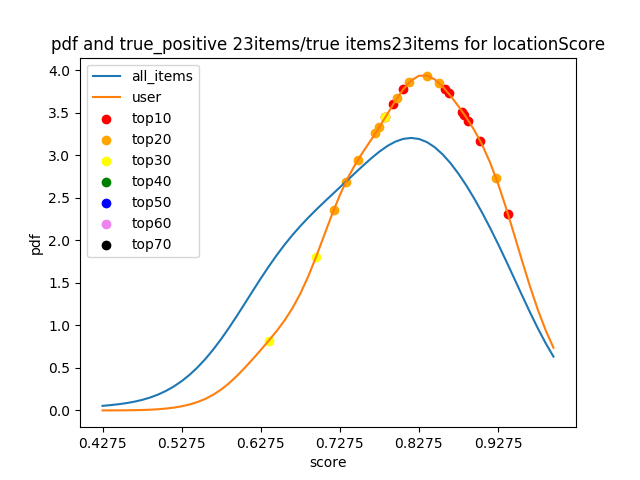 pdf and true_positive 23items/true items23items for locationScore
all_items
user
top10
top20
top30
top40
top50
top60
top70
4.0
3.5
3.0
2.5
2.0
1.5
1.0
0.5
0.0
pdf
0.4275 0.5275 0.6275 0.7275 0.8275 0.9275
score